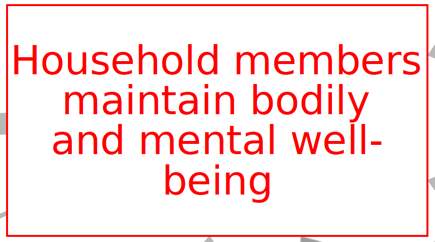 Household members
maintain bodily
and mental well-
being